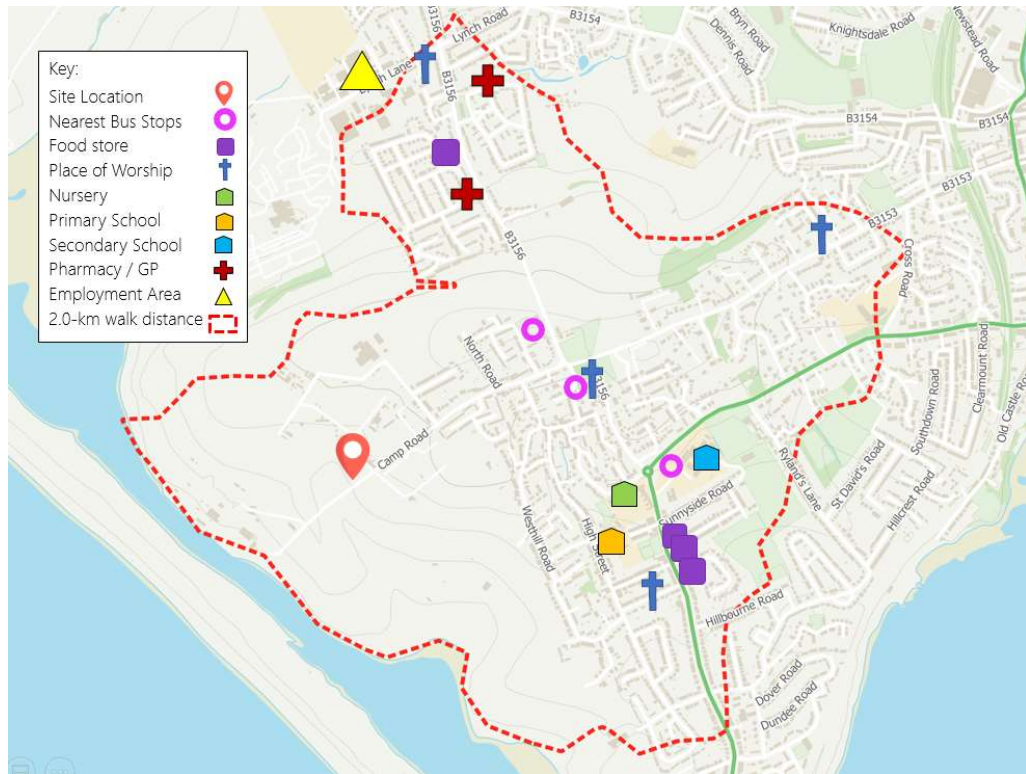 Key:
Site Location
Nearest Bus Stops
Food store
Place of Worship
Nursery
Primary School
Secondary School
Pharmacy / GP
Employment Area
2.0-km walk distance
B3156
Lynch Road
B3154
Bryn Road
Dennis Road
Knightsdale Road
Newstead Road
Lane
B3156
B3154
B3154
B3153
B3153
Cross Road
B3156
North Road
B3156
Camp Road
Clearmount Road
Southdown Road
Old Castle Road
Ryland's Lane
St David's Road
Hillcrest Road
Sunnyside Road
Westhill Road
High Street
Hillbourne Road
Dover Road
Dundee Road